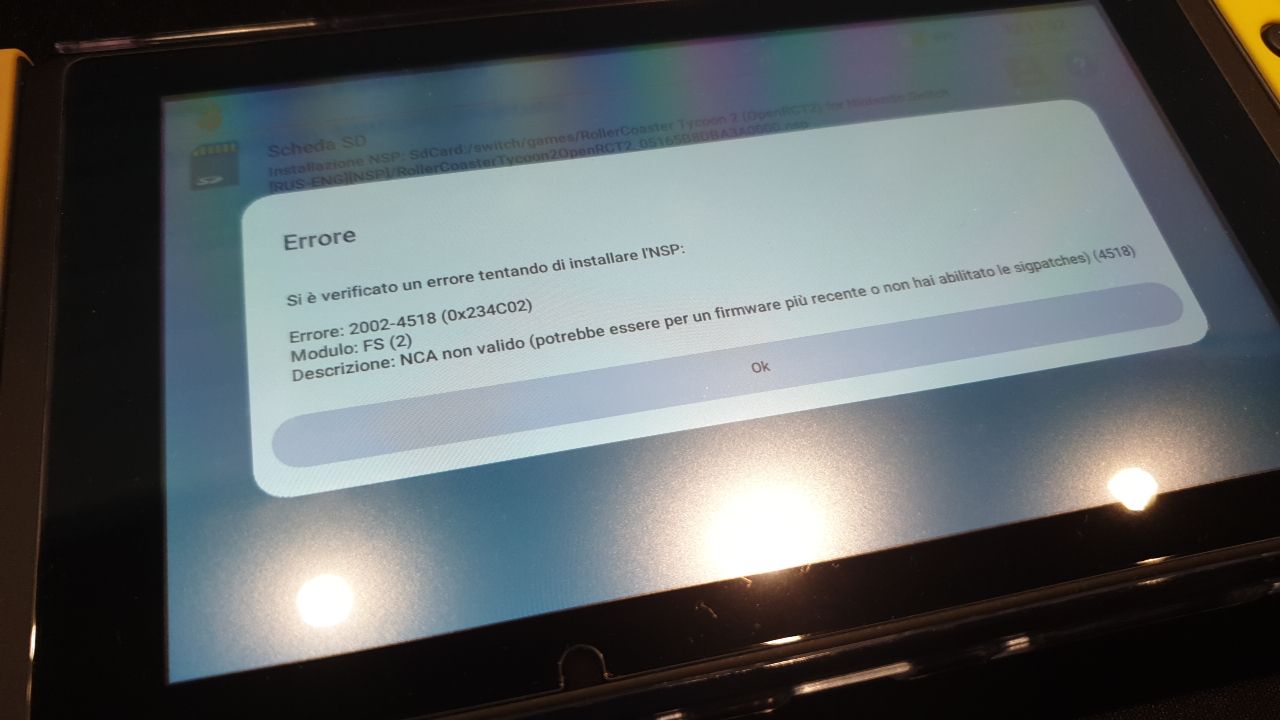 Scheda SD
Installazione NSP: SdCard:/switch/games/RollerCoaster Tycoon 2 (OpenRCT2) for Nintendo Switch
[RUS-ENG][NSP]/RollerCoasterTycoon2OpenRCT2_05165B8DBA3A0000.nsp
Errore
Si è verificato un errore tentando di installare l'NSP:
Errore: 2002-4518 (0x234C02)
Modulo: FS (2)
Descrizione: NCA non valido (potrebbe essere per un firmware più recente o non hai abilitato le sigpatches) (4518)
Ok